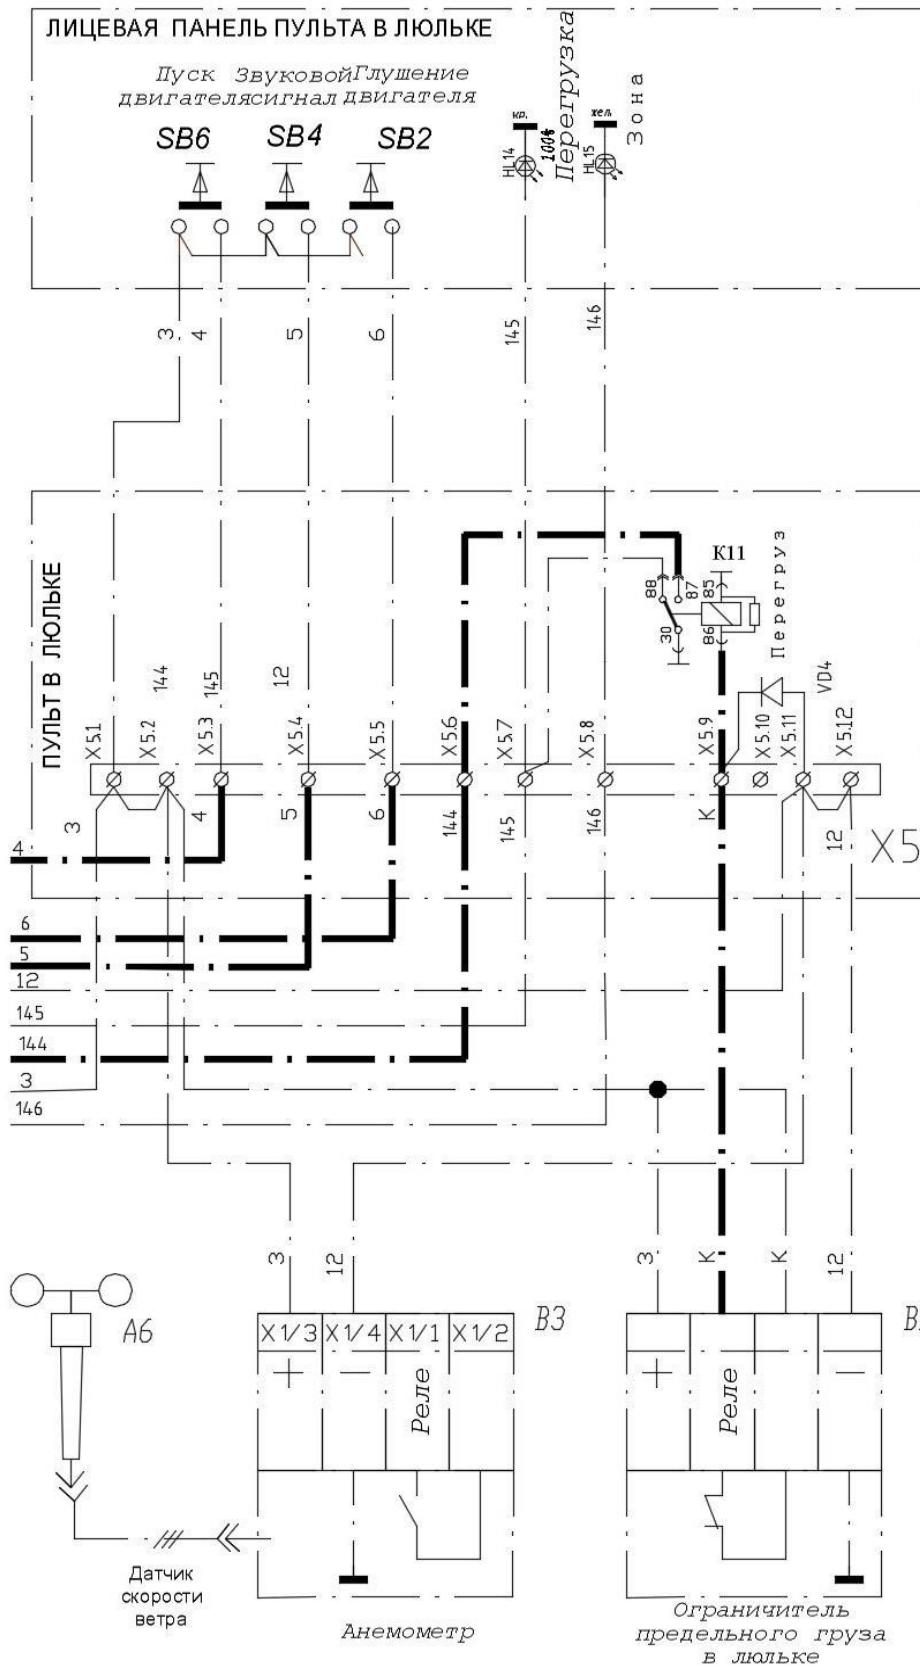 ЛИЦЕВАЯ ПАНЕЛЬ ПУЛЬТА В ЛЮЛЬКЕ
Пуск Звуковой Глушение
двигателя сигнал двигателя
SB6 SB4 SB2
кр.
HL14
100%
Перегрузка
жел.
HL15
Зона
3 4 5 6 145 146
ПУЛЬТ В ЛЮЛЬКЕ
144 145 12
88 87 K11 85
30 86
Перегруз
VD4
X5.1 X5.2 X5.3 X5.4 X5.5 X5.6 X5.7 X5.8 X5.9 X5.10 X5.11 X5.12
3 4 5 6 144 145 146 К 12
X5
4
6
5
12
145
144
3
146
3 12 3 К К 12
А6
X1/3 X1/4 X1/1 X1/2
В3
+ — Реле
+ Реле —
Датчик
скорости
ветра
Анемометр
Ограничитель
предельного груза
в люльке